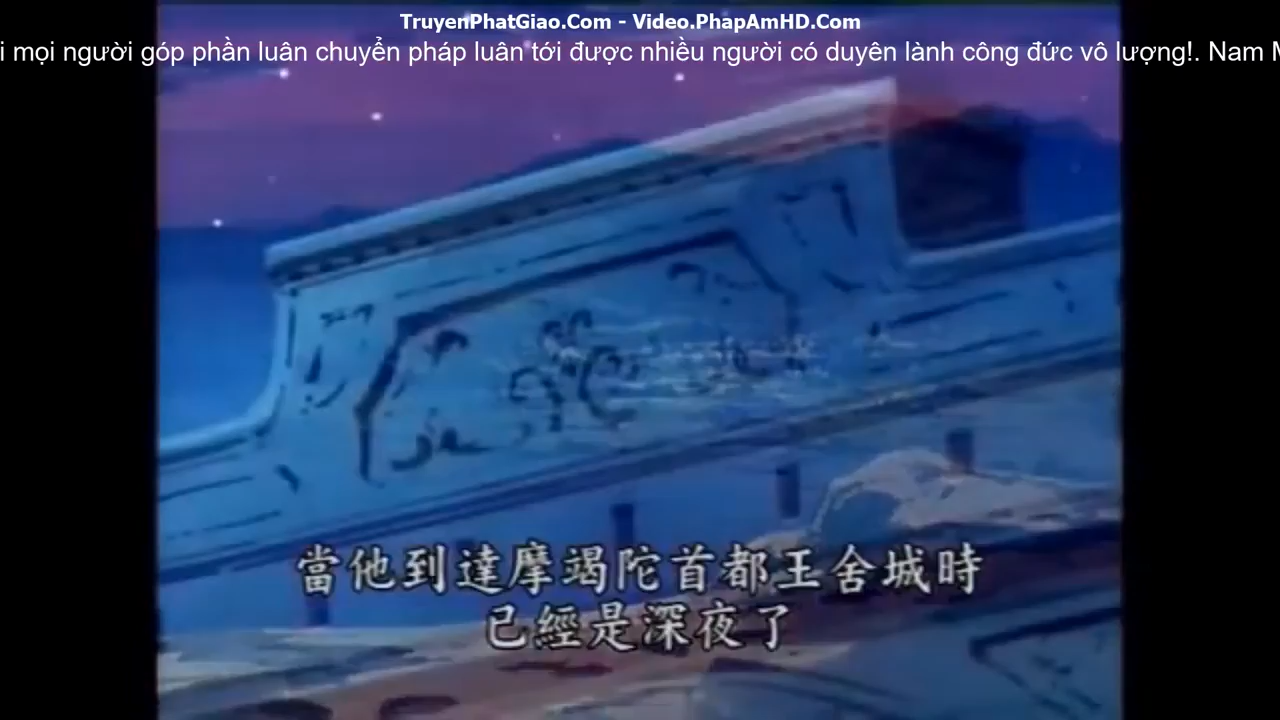 TruyenPhatGiao.Com - Video.PhapAmHD.Com
i mọi người góp phần luân chuyển pháp luân tới được nhiều người có duyên lành công đức vô lượng!. Nam
當他到達摩竭陀首都王舍城時
已經是深夜了